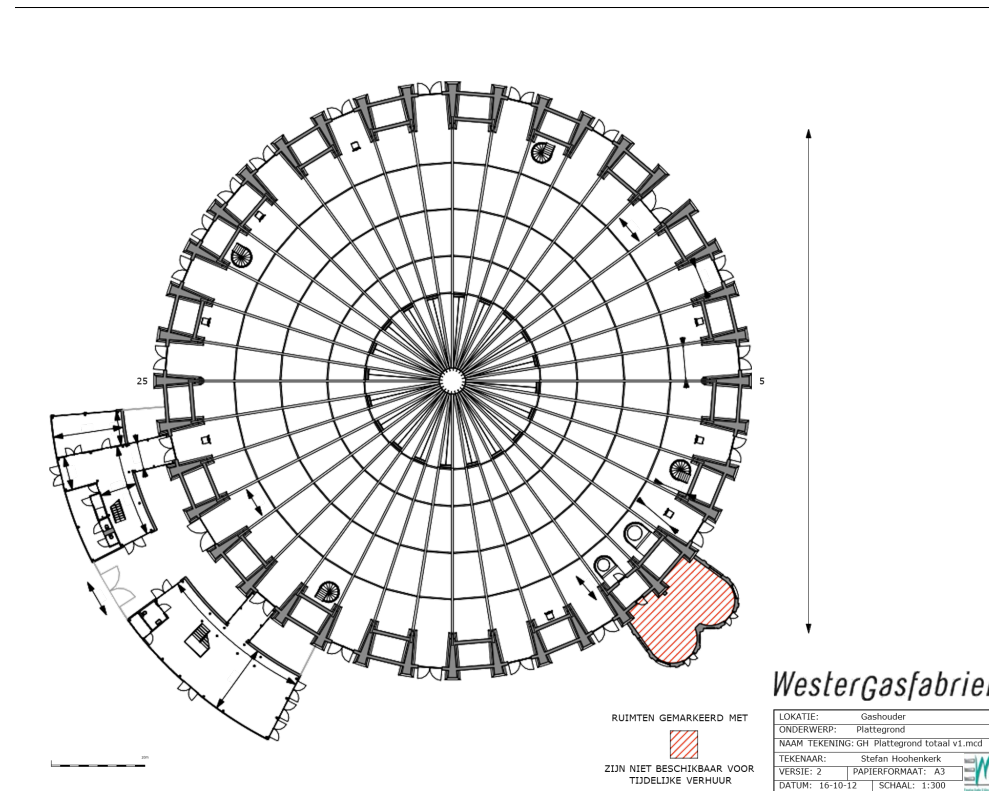 25
5
Westergasfabrie
RUIMTEN GEMARKEERD MET
ZIJN NIET BESCHIKBAAR VOOR
TIJDELIJKE VERHUUR
LOKATIE: Gashouder
ONDERWERP: Plattegrond
NAAM TEKENING: GH Plattegrond totaal v1.mcd
TEKENAAR: Stefan Hoohenkerk
VERSIE: 2 PAPIERFORMAAT: A3
DATUM: 16-10-12 SCHAAL: 1:300